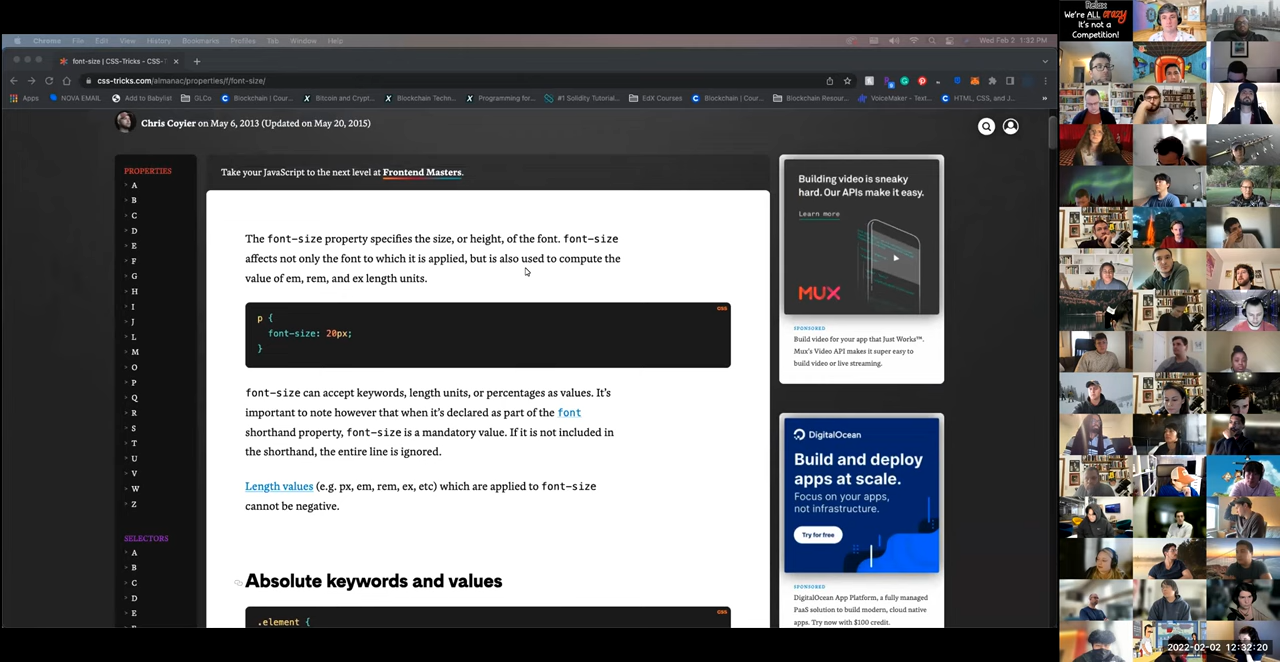 Chrome File Edit View History Bookmarks Profiles Tab Window Help
Wed Feb 2 1:32 PM
font-size | CSS-Tricks - CSS-
css-tricks.com/almanac/properties/f/font-size/
Apps NOVA EMAIL Add to Babylist GLCo Blockchain | Cour... Bitcoin and Crypt... Blockchain Techn... Programming for... #1 Solidity Tutorial... EdX Courses Blockchain | Cour... Blockchain Resour... VoiceMaker - Text... HTML, CSS, and J... »
Chris Coyier on May 6, 2013 (Updated on May 20, 2015)
PROPERTIES
A
B
C
D
E
F
G
H
I
J
L
M
O
P
Q
R
S
T
U
V
W
Z
SELECTORS
A
B
C
D
E
Take your JavaScript to the next level at Frontend Masters.
The font-size property specifies the size, or height, of the font. font-size
affects not only the font to which it is applied, but is also used to compute the
value of em, rem, and ex length units.
CSS
p {
font-size: 20px;
}
font-size can accept keywords, length units, or percentages as values. It's
important to note however that when it's declared as part of the font
shorthand property, font-size is a mandatory value. If it is not included in
the shorthand, the entire line is ignored.
Length values (e.g. px, em, rem, ex, etc) which are applied to font-size
cannot be negative.
Absolute keywords and values
CSS
.element {
Building video is sneaky
hard. Our APIs make it easy.
Learn more
MUX
SPONSORED
Build video for your app that Just Works™.
Mux's Video API makes it super easy to
build video or live streaming.
DigitalOcean
Build and deploy
apps at scale.
Focus on your apps,
not infrastructure.
Try for free
SPONSORED
DigitalOcean App Platform, a fully managed
PaaS solution to build modern, cloud native
apps. Try now with $100 credit.
Relax
We're ALL crazy
It's not a
Competition!
2022-02-02 12:32:20